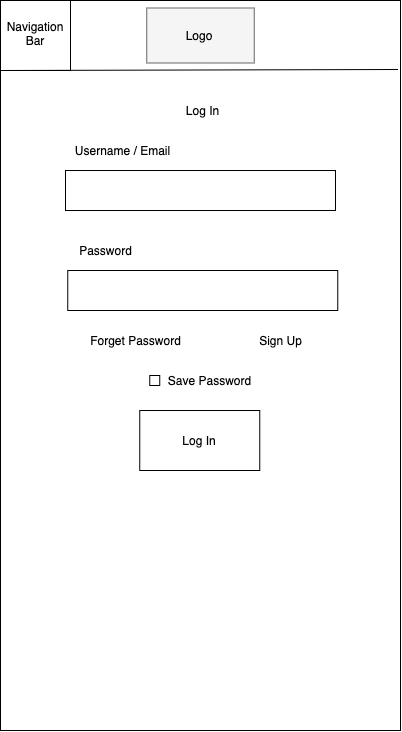 Navigation
Bar
Logo
Log In
Username / Email
Password
Forget Password
Sign Up
Save Password
Log In